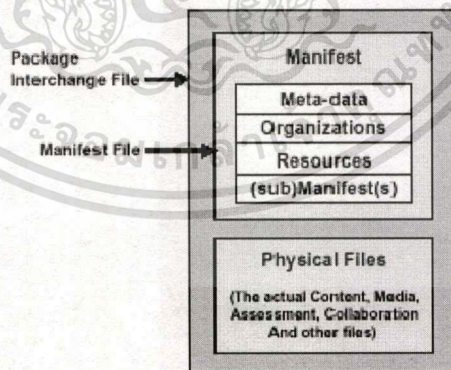 Package
Interchange File
Manifest File
Manifest
Meta-data
Organizations
Resources
(sub)Manifest(s)
Physical Files
(The actual Content, Media,
Assessment, Collaboration
And other files)